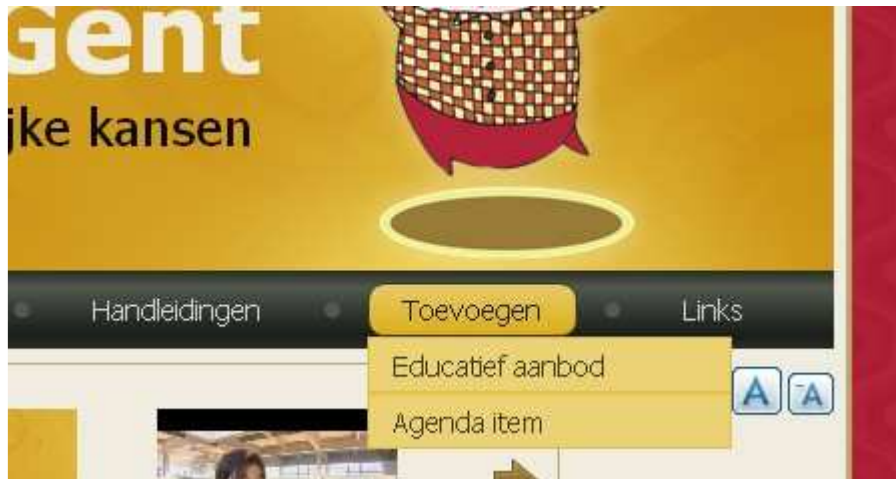 Gent
jke kansen
Handleidingen Toevoegen Links
Educatief aanbod
Agenda item
A -A